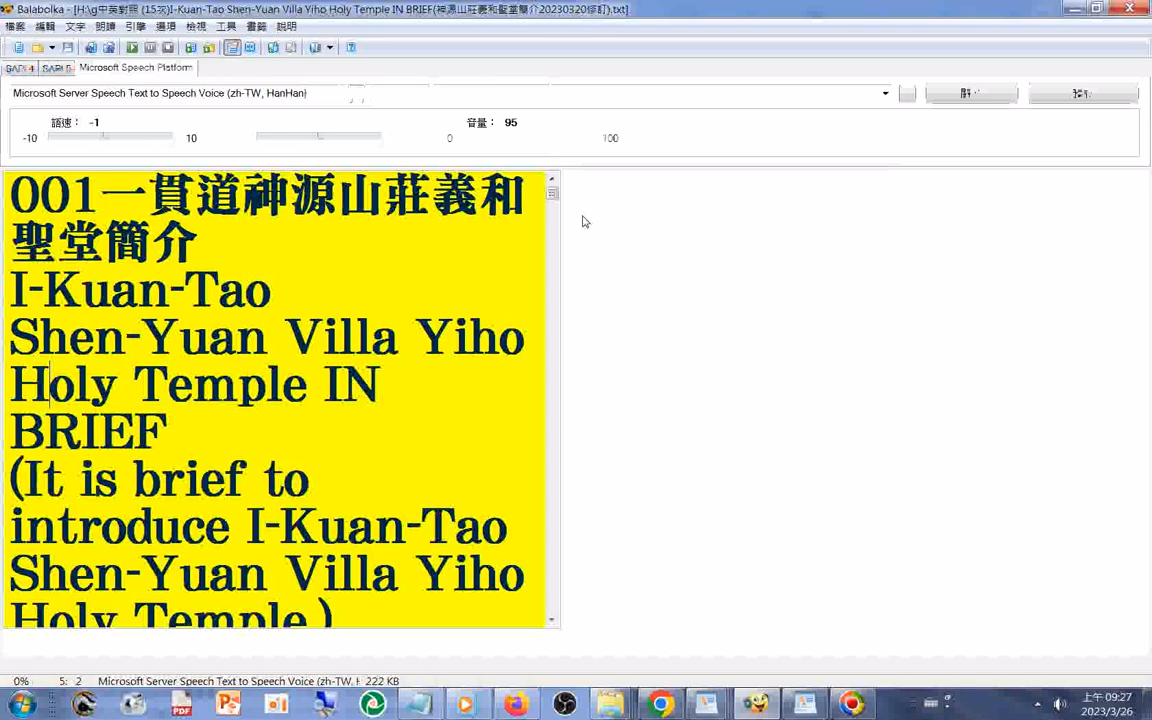 Balabolka - [H:\g中英對照 (15次)I-Kuan-Tao Shen-Yuan Villa Yiho Holy Temple IN BRIEF(神源山莊義和聖堂簡介20230320修訂).txt]
檔案 編輯 文字 朗讀 引擎 選項 檢視 工具 書籤 說明
SAPI 4 SAPI 5 Microsoft Speech Platform
Microsoft Server Speech Text to Speech Voice (zh-TW, HanHan)
語速： -1 音量： 95
-10 10 0 100
001一貫道神源山莊義和
聖堂簡介
I-Kuan-Tao
Shen-Yuan Villa Yiho
Holy Temple IN
BRIEF
(It is brief to
introduce I-Kuan-Tao
Shen-Yuan Villa Yiho
Holy Temple )
0% 5: 2 Microsoft Server Speech Text to Speech Voice (zh-TW, H 222 KB
PDF
上午 09:27
2023/3/26